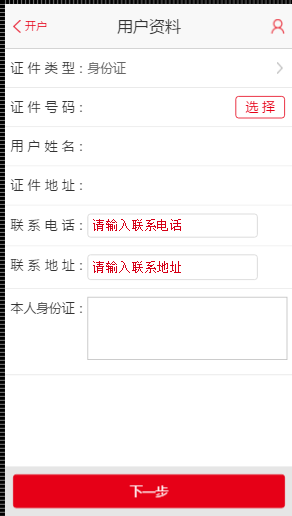 开户 用户资料
证件类型：身份证
证件号码： 选择
用户姓名：
证件地址：
联系电话：请输入联系电话
联系地址：请输入联系地址
本人身份证：
下一步